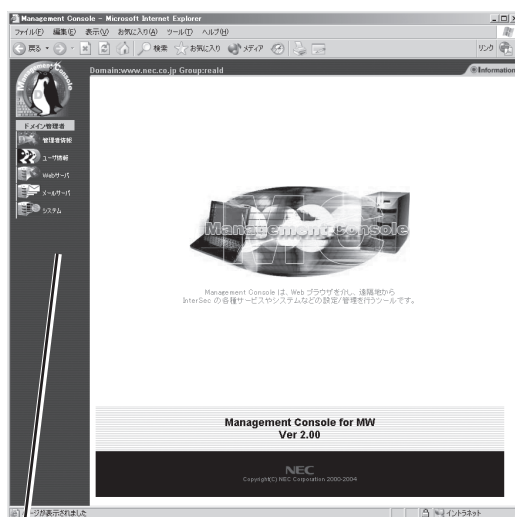 Management Console - Microsoft Internet Explorer
ファイル(F) 編集(E) 表示(V) お気に入り(A) ツール(T) ヘルプ(H)
戻る 検索 お気に入り メディア リンク
Management Console
Domain:www.nec.co.jp Group:reald
Information
ドメイン管理者
管理者情報
ユーザ情報
Webサーバ
メールサーバ
システム
MC
Management Console
Management Console は、Web ブラウザを介し、遠隔地から
InterSec の各種サービスやシステムなどの設定/管理を行うツールです。
Management Console for MW
Ver 2.00
NEC
Copyright(C) NEC Corporation 2000-2004
ージが表示されました
イントラネット